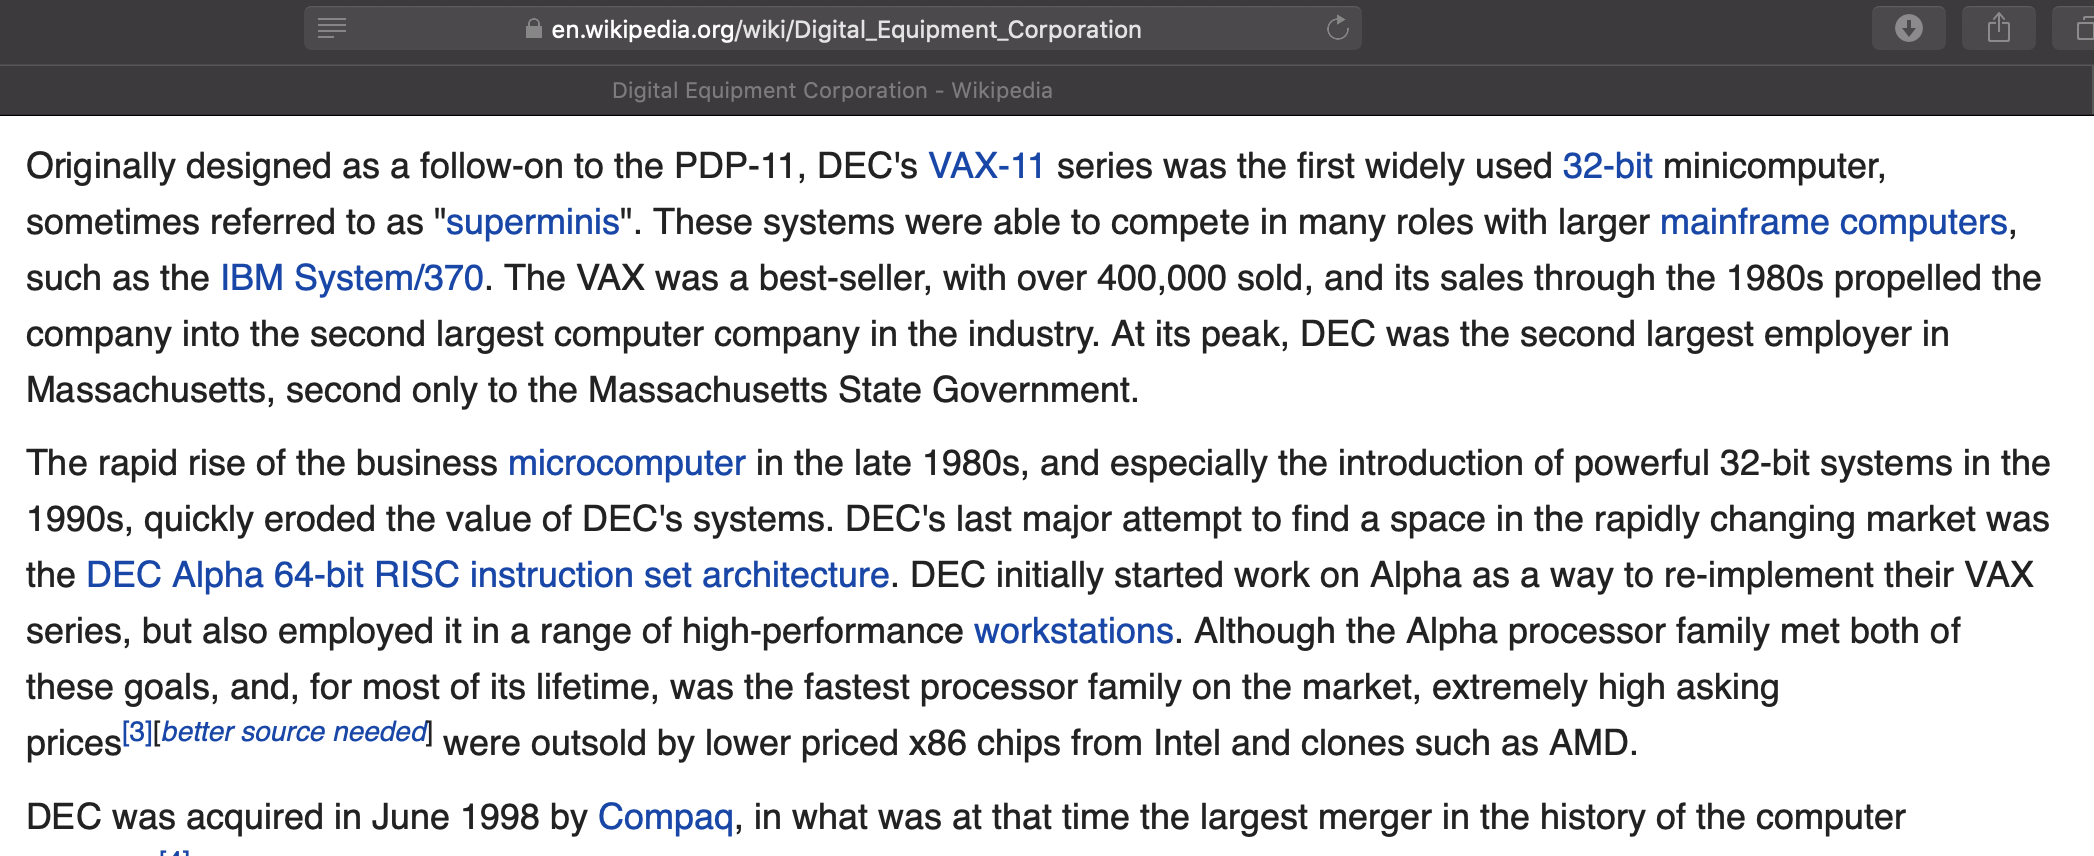 en.wikipedia.org/wiki/Digital_Equipment_Corporation
Digital Equipment Corporation - Wikipedia
Originally designed as a follow-on to the PDP-11, DEC's VAX-11 series was the first widely used 32-bit minicomputer,
sometimes referred to as "superminis". These systems were able to compete in many roles with larger mainframe computers,
such as the IBM System/370. The VAX was a best-seller, with over 400,000 sold, and its sales through the 1980s propelled the
company into the second largest computer company in the industry. At its peak, DEC was the second largest employer in
Massachusetts, second only to the Massachusetts State Government.
The rapid rise of the business microcomputer in the late 1980s, and especially the introduction of powerful 32-bit systems in the
1990s, quickly eroded the value of DEC's systems. DEC's last major attempt to find a space in the rapidly changing market was
the DEC Alpha 64-bit RISC instruction set architecture. DEC initially started work on Alpha as a way to re-implement their VAX
series, but also employed it in a range of high-performance workstations. Although the Alpha processor family met both of
these goals, and, for most of its lifetime, was the fastest processor family on the market, extremely high asking
prices[3][better source needed] were outsold by lower priced x86 chips from Intel and clones such as AMD.
DEC was acquired in June 1998 by Compaq, in what was at that time the largest merger in the history of the computer